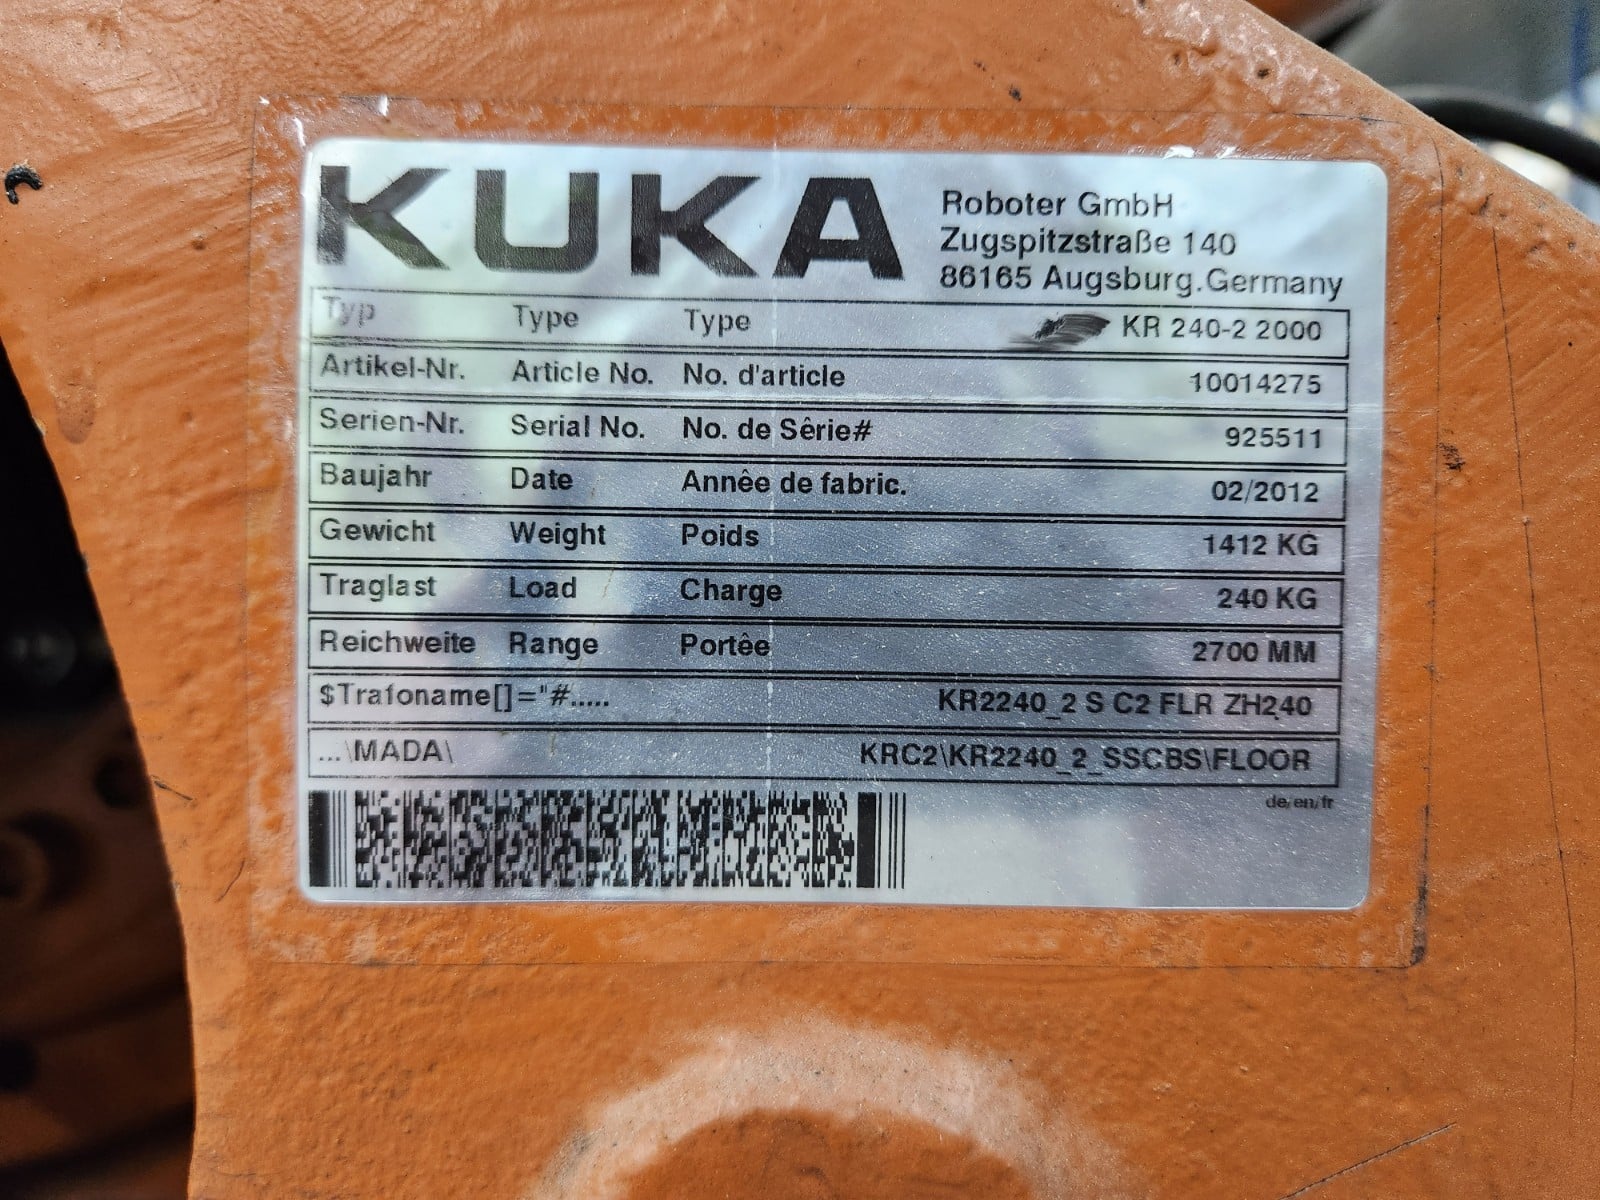 KUKA
Roboter GmbH
Zugspitzstraße 140
86165 Augsburg.Germany
Typ Type Type KR 240-2 2000
Artikel-Nr. Article No. No. d'article 10014275
Serien-Nr. Serial No. No. de Sêrie# 925511
Baujahr Date Annêe de fabric. 02/2012
Gewicht Weight Poids 1412 KG
Traglast Load Charge 240 KG
Reichweite Range Portêe 2700 MM
$Trafoname[]="#..... KR2240_2 S C2 FLR ZH240
...\MADA\ KRC2\KR2240_2_SSCBS\FLOOR
de/en/fr